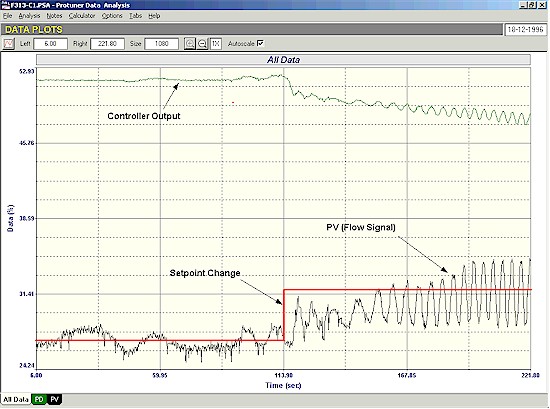 F313-C1.PSA - Protuner Data Analysis
File Analysis Notes Calculator Options Tabs Help
DATA PLOTS
18-12-1996
Left 6.00 Right 221.80 Size 1080 1X Autoscale
All Data
52.93
45.76
38.59
31.41
24.24
Data (%)
Controller Output
PV (Flow Signal)
Setpoint Change
6.00 59.95 113.90 167.85 221.80
Time (sec)
All Data PD PV